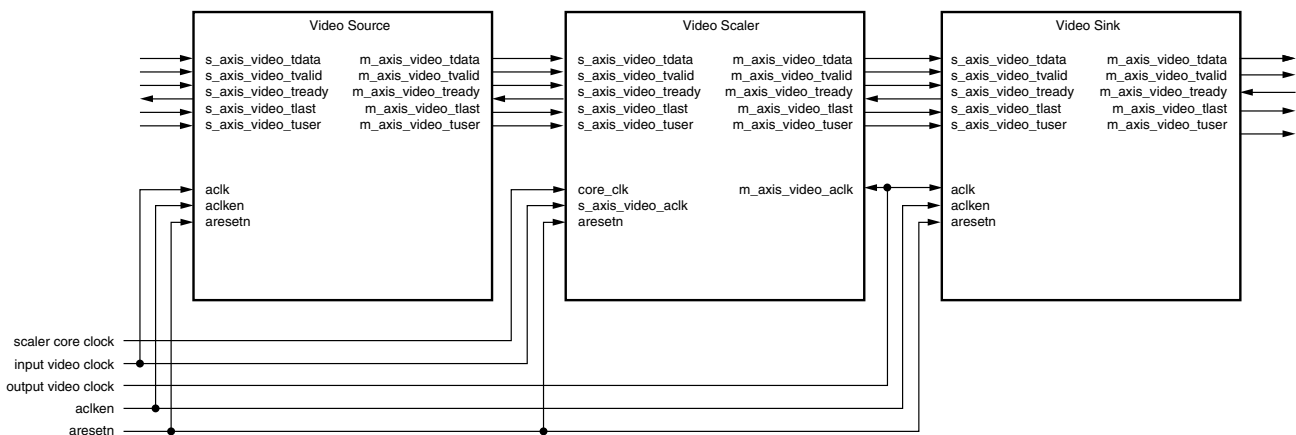 Video Source
s_axis_video_tdata m_axis_video_tdata
s_axis_video_tvalid m_axis_video_tvalid
s_axis_video_tready m_axis_video_tready
s_axis_video_tlast m_axis_video_tlast
s_axis_video_tuser m_axis_video_tuser
aclk
aclken
aresetn
Video Scaler
s_axis_video_tdata m_axis_video_tdata
s_axis_video_tvalid m_axis_video_tvalid
s_axis_video_tready m_axis_video_tready
s_axis_video_tlast m_axis_video_tlast
s_axis_video_tuser m_axis_video_tuser
core_clk m_axis_video_aclk
s_axis_video_aclk
aresetn
Video Sink
s_axis_video_tdata m_axis_video_tdata
s_axis_video_tvalid m_axis_video_tvalid
s_axis_video_tready m_axis_video_tready
s_axis_video_tlast m_axis_video_tlast
s_axis_video_tuser m_axis_video_tuser
aclk
aclken
aresetn
scaler core clock
input video clock
output video clock
aclken
aresetn